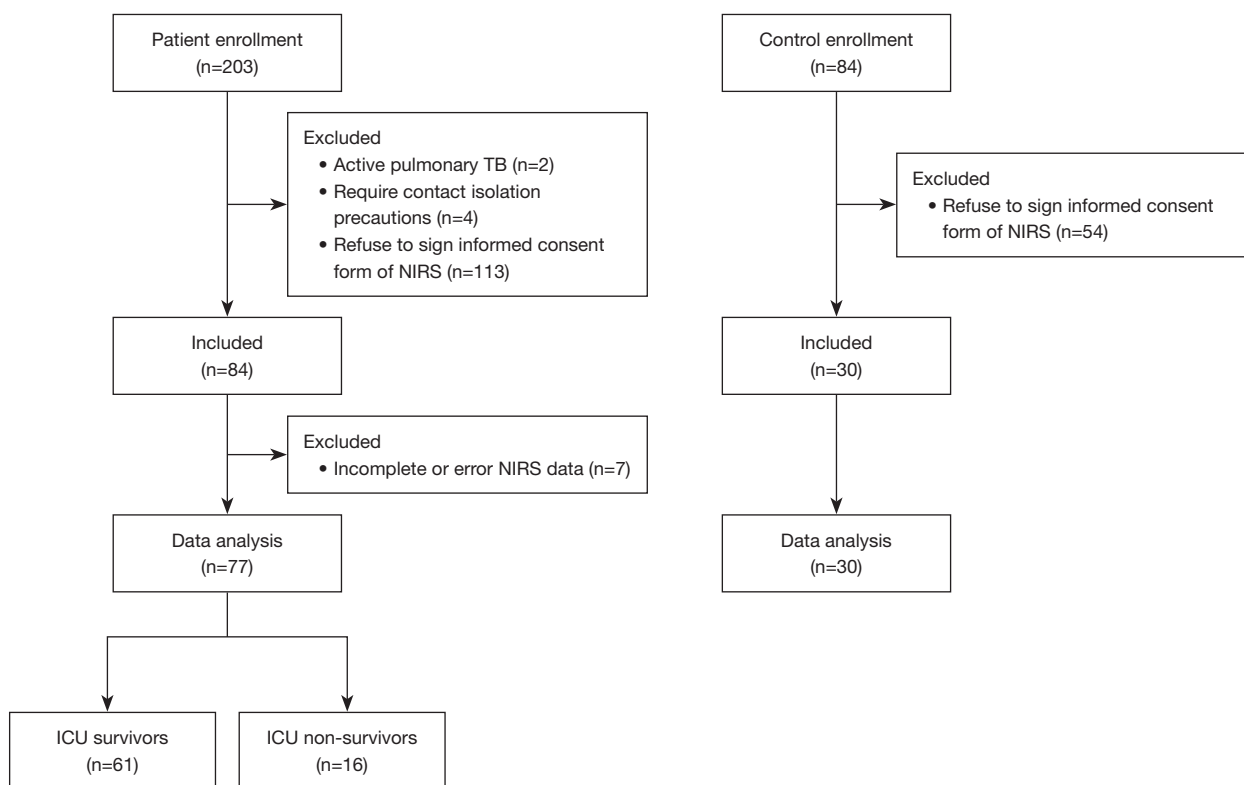 Patient enrollment
(n=203)
Excluded
• Active pulmonary TB (n=2)
• Require contact isolation
precautions (n=4)
• Refuse to sign informed consent
form of NIRS (n=113)
Included
(n=84)
Excluded
• Incomplete or error NIRS data (n=7)
Data analysis
(n=77)
ICU survivors
(n=61)
ICU non-survivors
(n=16)
Control enrollment
(n=84)
Excluded
• Refuse to sign informed consent
form of NIRS (n=54)
Included
(n=30)
Data analysis
(n=30)